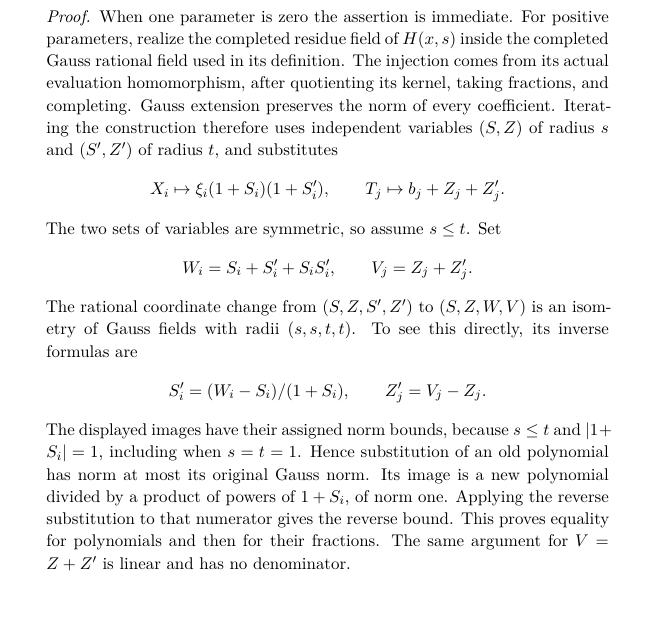 Proof. When one parameter is zero the assertion is immediate. For positive
parameters, realize the completed residue field of H(x, s) inside the completed
Gauss rational field used in its definition. The injection comes from its actual
evaluation homomorphism, after quotienting its kernel, taking fractions, and
completing. Gauss extension preserves the norm of every coefficient. Iterat-
ing the construction therefore uses independent variables (S, Z) of radius s
and (S′, Z′) of radius t, and substitutes
X_i ↦ ξ_i(1 + S_i)(1 + S′_i), T_j ↦ b_j + Z_j + Z′_j.
The two sets of variables are symmetric, so assume s ≤ t. Set
W_i = S_i + S′_i + S_iS′_i, V_j = Z_j + Z′_j.
The rational coordinate change from (S, Z, S′, Z′) to (S, Z, W, V) is an isom-
etry of Gauss fields with radii (s, s, t, t). To see this directly, its inverse
formulas are
S′_i = (W_i − S_i)/(1 + S_i), Z′_j = V_j − Z_j.
The displayed images have their assigned norm bounds, because s ≤ t and |1+
S_i| = 1, including when s = t = 1. Hence substitution of an old polynomial
has norm at most its original Gauss norm. Its image is a new polynomial
divided by a product of powers of 1 + S_i, of norm one. Applying the reverse
substitution to that numerator gives the reverse bound. This proves equality
for polynomials and then for their fractions. The same argument for V =
Z + Z′ is linear and has no denominator.